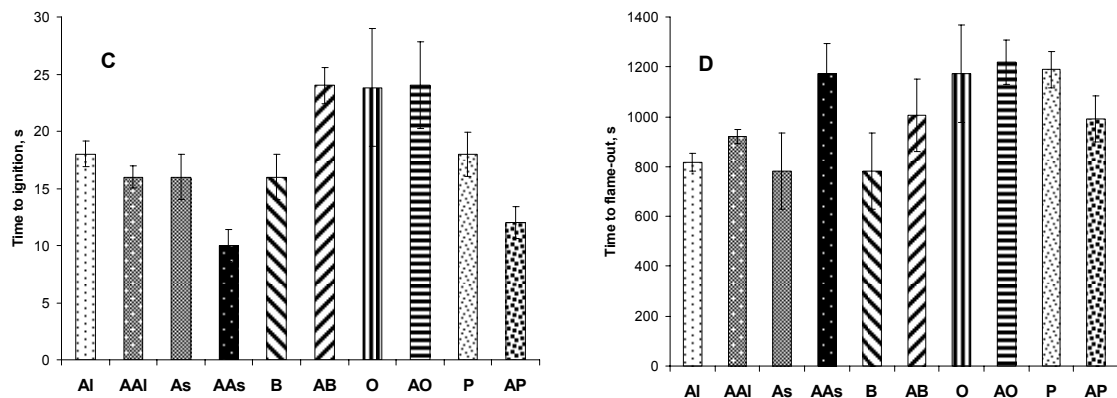 C
Time to ignition, s
30
25
20
15
10
5
0
Al AAl As AAs B AB O AO P AP
D
Time to flame-out, s
1400
1200
1000
800
600
400
200
0
Al AAl As AAs B AB O AO P AP